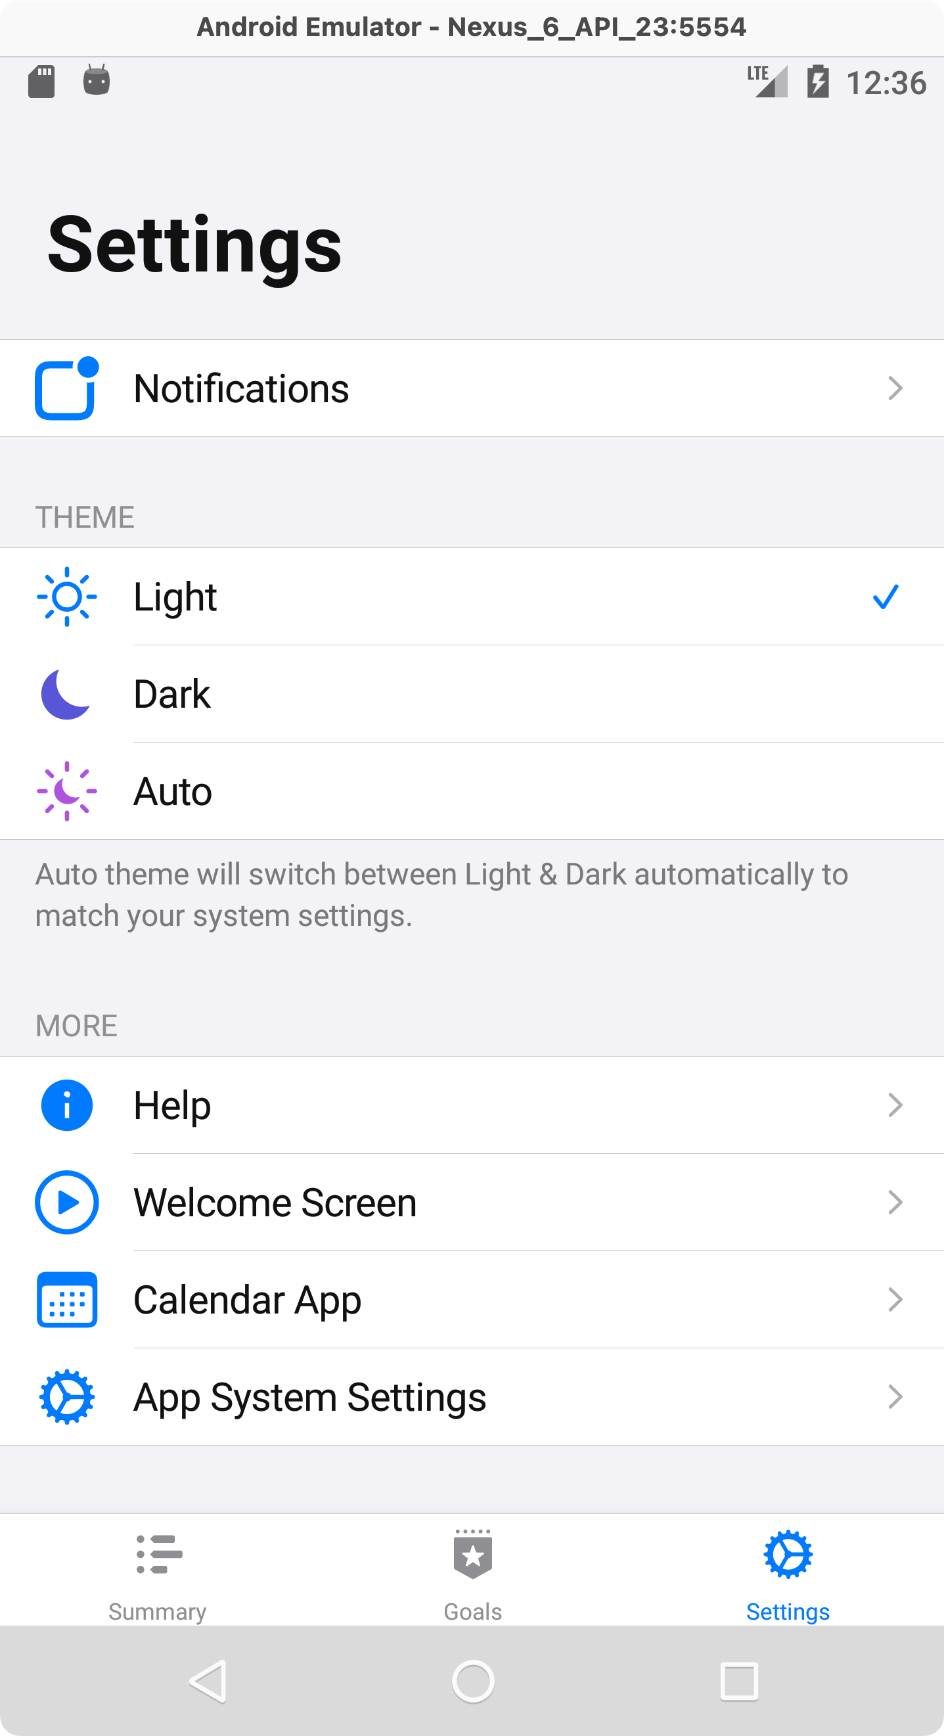 Android Emulator - Nexus_6_API_23:5554
LTE 12:36
Settings
Notifications
THEME
Light
Dark
Auto
Auto theme will switch between Light & Dark automatically to
match your system settings.
MORE
Help
Welcome Screen
Calendar App
App System Settings
Summary Goals Settings